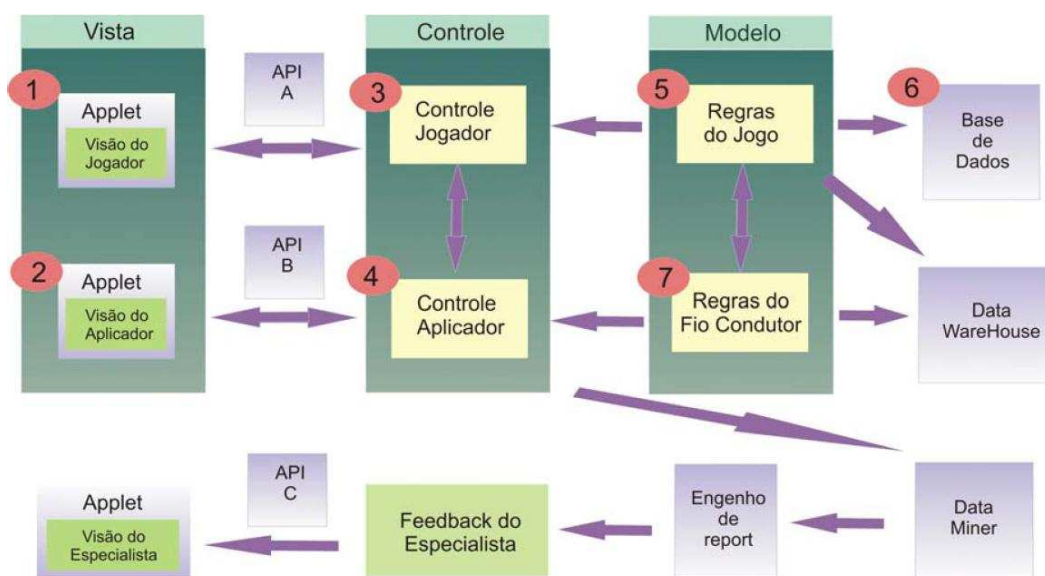 Vista
Controle
Modelo
1
Applet
Visão do
Jogador
API
A
3
Controle
Jogador
5
Regras
do Jogo
6
Base
de
Dados
2
Applet
Visão do
Aplicador
API
B
4
Controle
Aplicador
7
Regras do
Fio Condutor
Data
WareHouse
Applet
Visão do
Especialista
API
C
Feedback do
Especialista
Engenho
de
report
Data
Miner